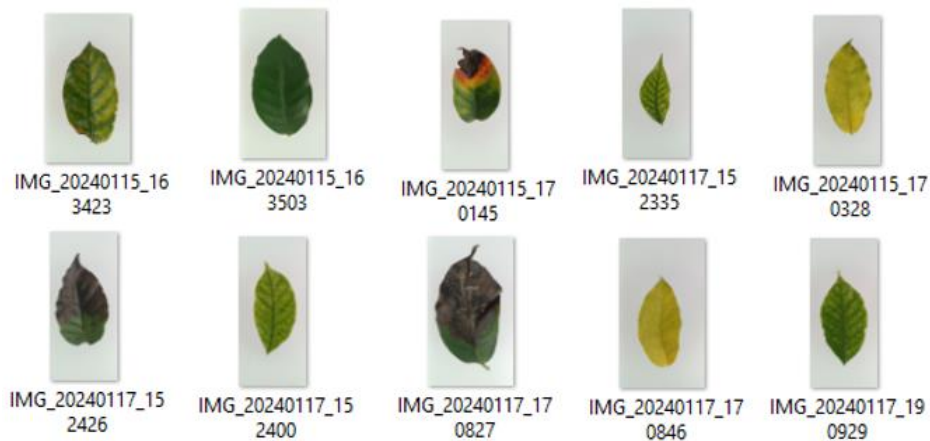 IMG_20240115_16
3423
IMG_20240115_16
3503
IMG_20240115_17
0145
IMG_20240117_15
2335
IMG_20240115_17
0328
IMG_20240117_15
2426
IMG_20240117_15
2400
IMG_20240117_17
0827
IMG_20240117_17
0846
IMG_20240117_19
0929